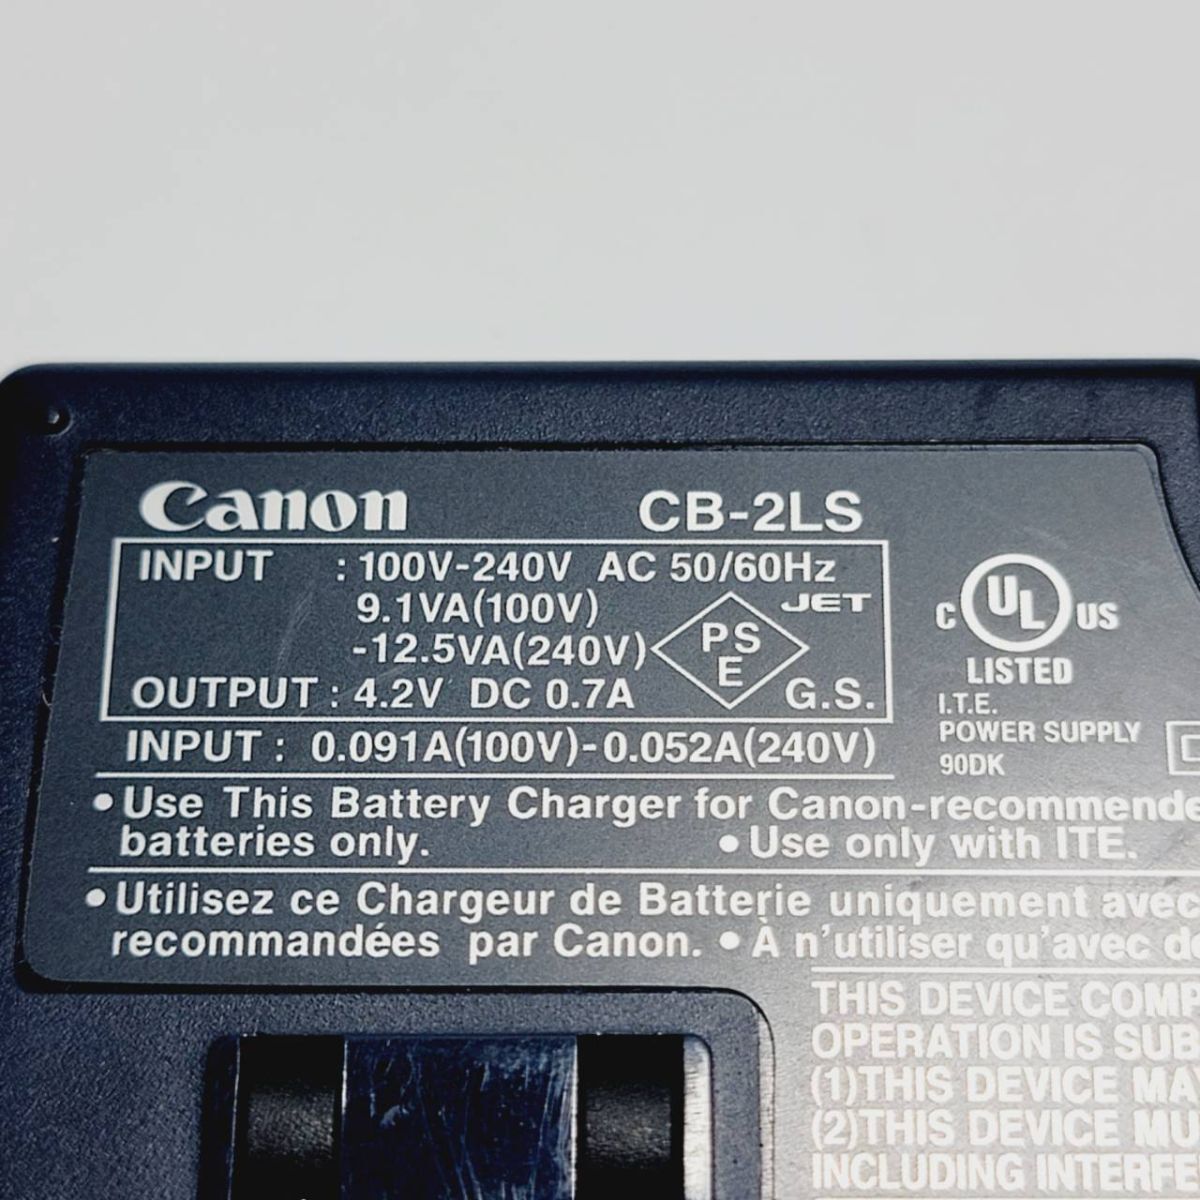 Canon CB-2LS
INPUT : 100V-240V AC 50/60Hz
9.1VA(100V)
-12.5VA(240V)
OUTPUT : 4.2V DC 0.7A
JET
PS
E
G.S.
INPUT : 0.091A(100V)-0.052A(240V)
C UL US
LISTED
I.T.E.
POWER SUPPLY
90DK
•Use This Battery Charger for Canon-recommende
batteries only. •Use only with ITE.
•Utilisez ce Chargeur de Batterie uniquement avec
recommandées par Canon. •À n'utiliser qu'avec d
THIS DEVICE COMP
OPERATION IS SUB
(1)THIS DEVICE MA
(2)THIS DEVICE MU
INCLUDING INTERFE